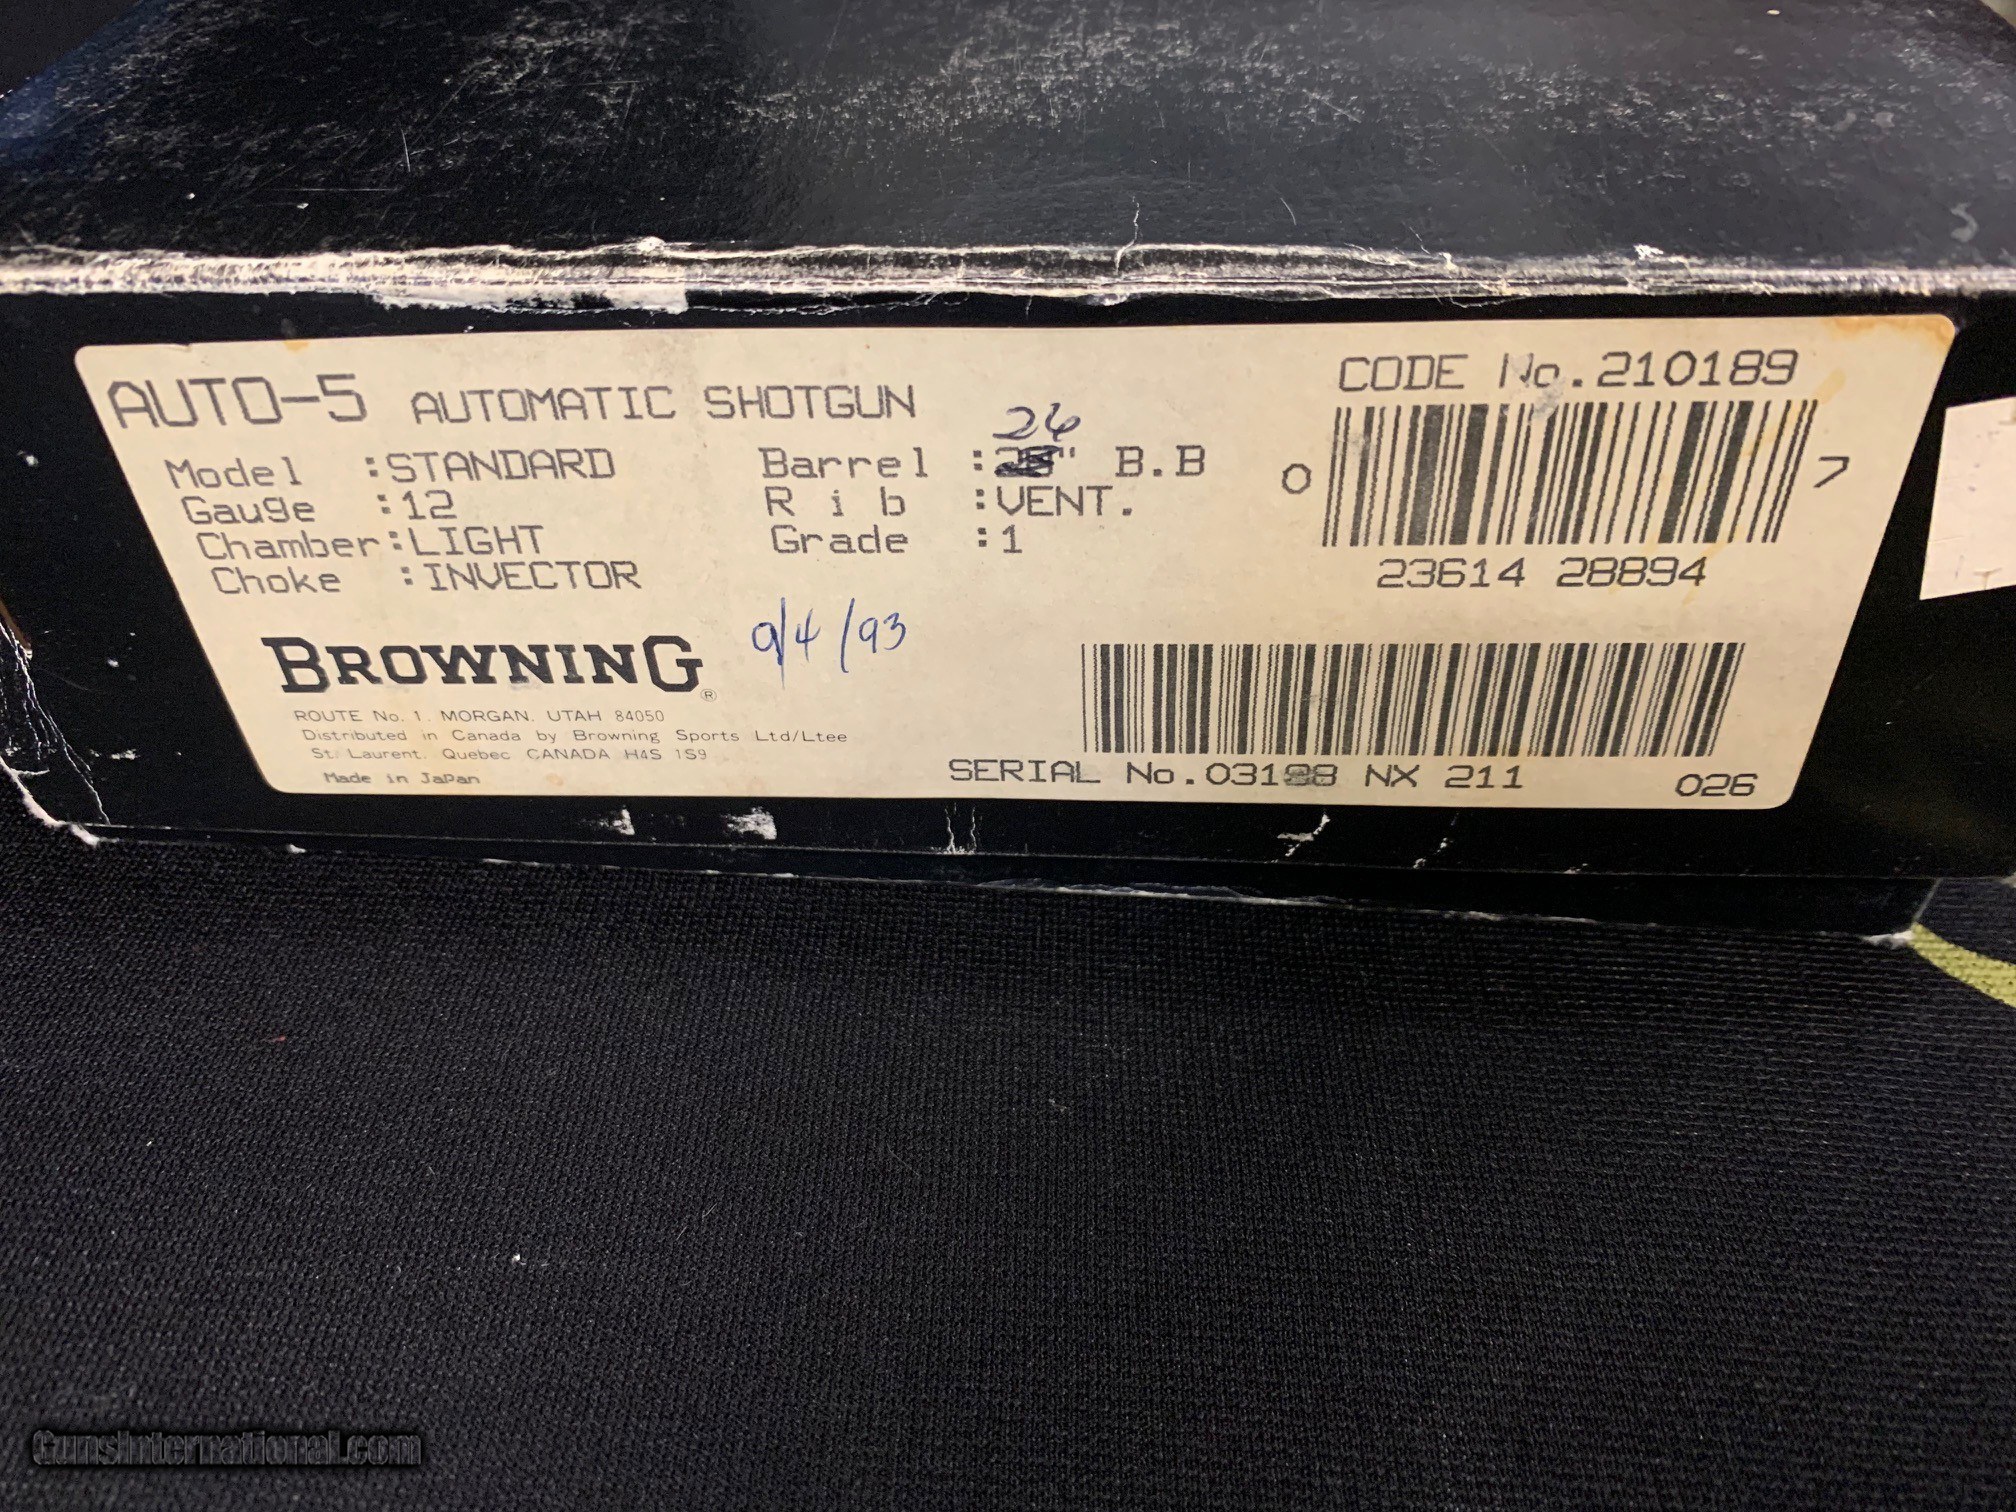 AUTO-5 AUTOMATIC SHOTGUN
Model :STANDARD
Gauge :12
Chamber:LIGHT
Choke :INVECTOR
26
Barrel : " B.B
Rib :VENT.
Grade :1
CODE No.210189
0 7
23614 28894
BROWNING®
9/4/93
ROUTE No. 1. MORGAN. UTAH 84050
Distributed in Canada by Browning Sports Ltd/Ltee
St. Laurent. Quebec CANADA H4S 1S9
Made in Japan
SERIAL No.03198 NX 211
026
GunsInternational.com